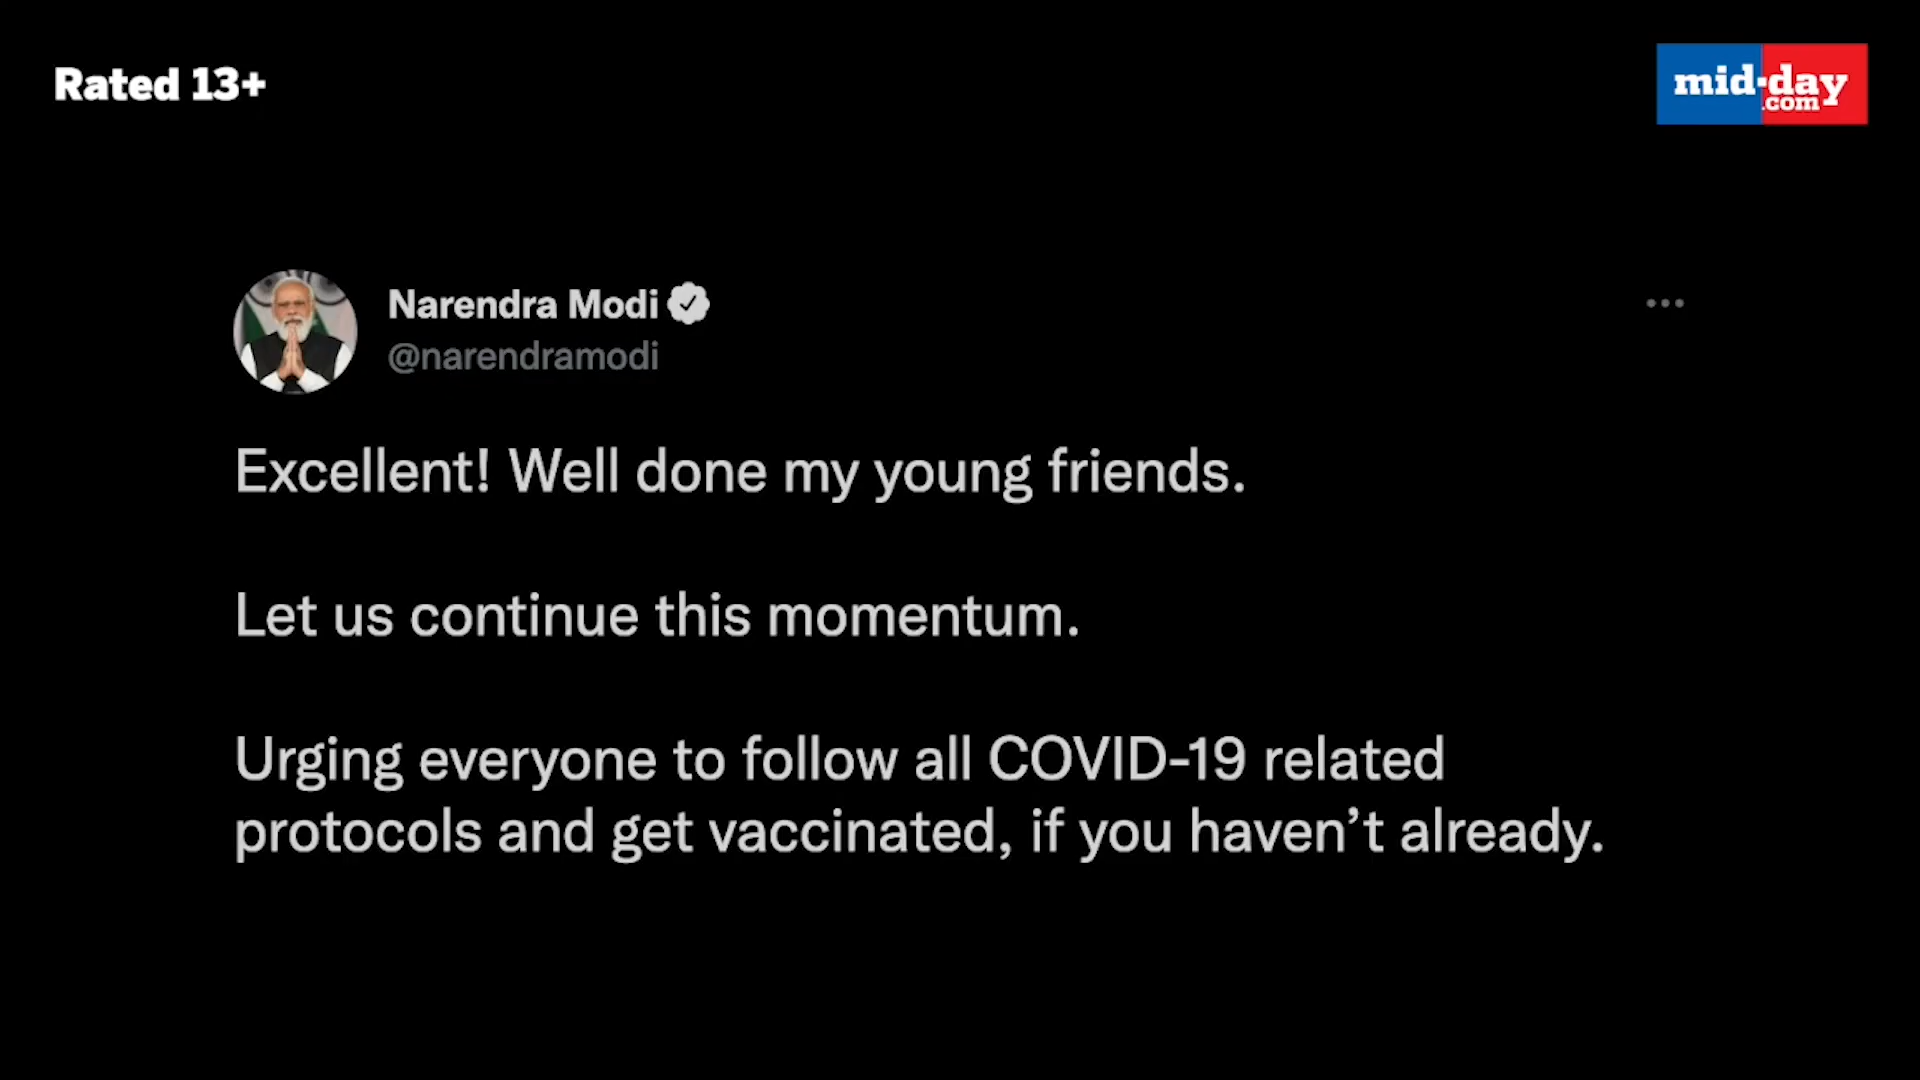 Rated 13+
mid-day
.com
Narendra Modi
@narendramodi
Excellent! Well done my young friends.
Let us continue this momentum.
Urging everyone to follow all COVID-19 related
protocols and get vaccinated, if you haven’t already.